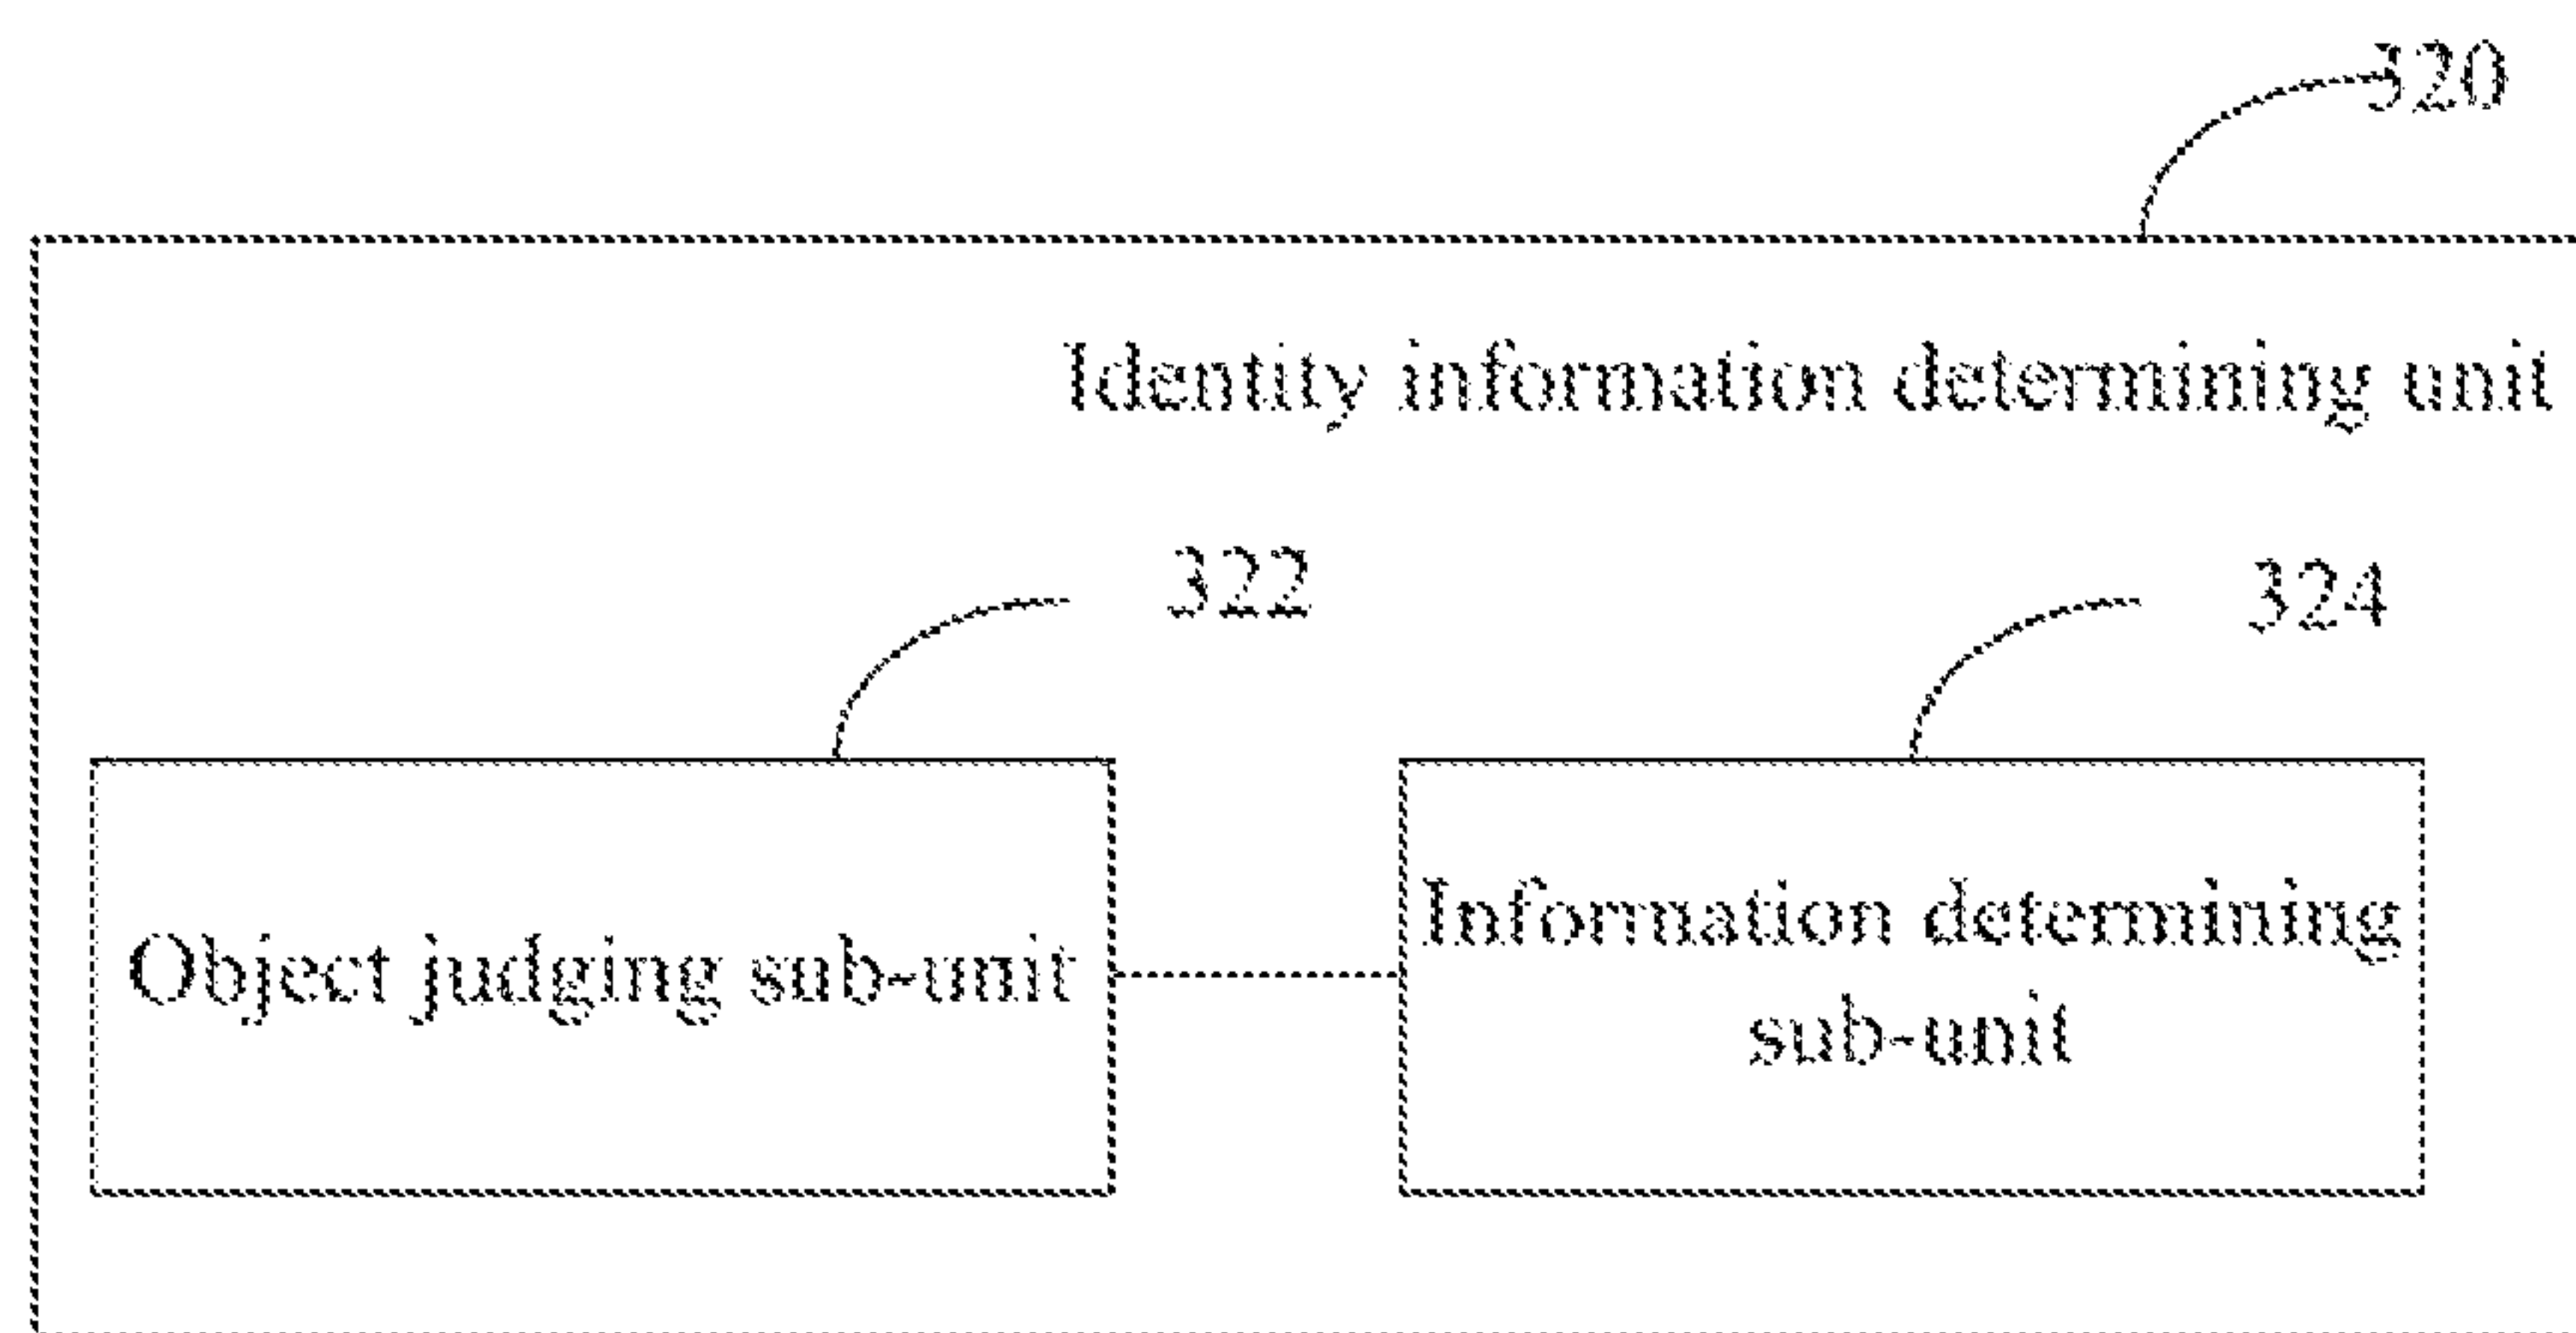 320
Identity information determining unit
322
324
Object judging sub-unit
Information determining
sub-unit